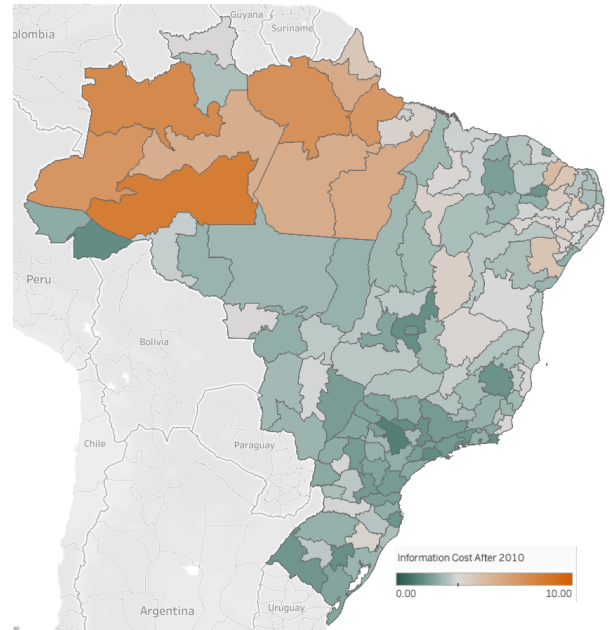 Guyana
olombia
Suriname
Peru
Bolivia
Chile
Paraguay
Information Cost After 2010
0.00
10.00
Argentina
Uruguay